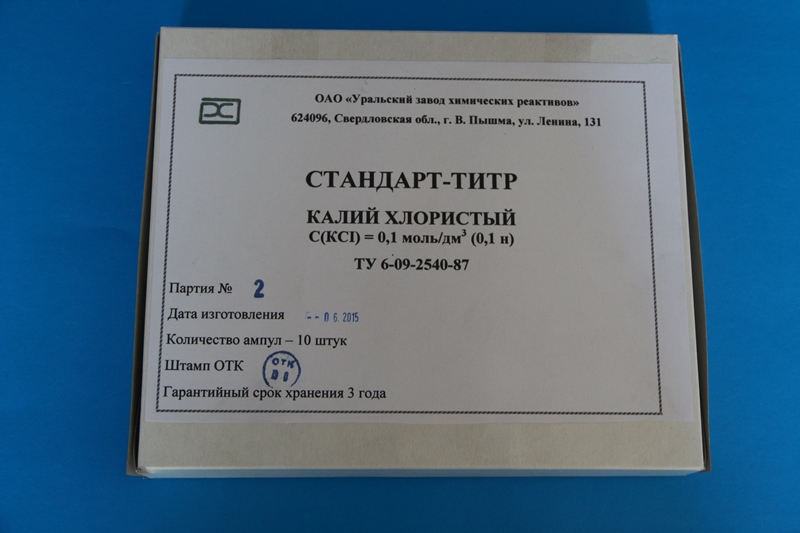 ОАО «Уральский завод химических реактивов»
624096, Свердловская обл., г. В. Пышма, ул. Ленина, 131
СТАНДАРТ-ТИТР
КАЛИЙ ХЛОРИСТЫЙ
C(KCl) = 0,1 моль/дм³ (0,1 н)
ТУ 6-09-2540-87
Партия № 2
Дата изготовления -- 06.2015
Количество ампул – 10 штук
Штамп ОТК ОТК
Гарантийный срок хранения 3 года